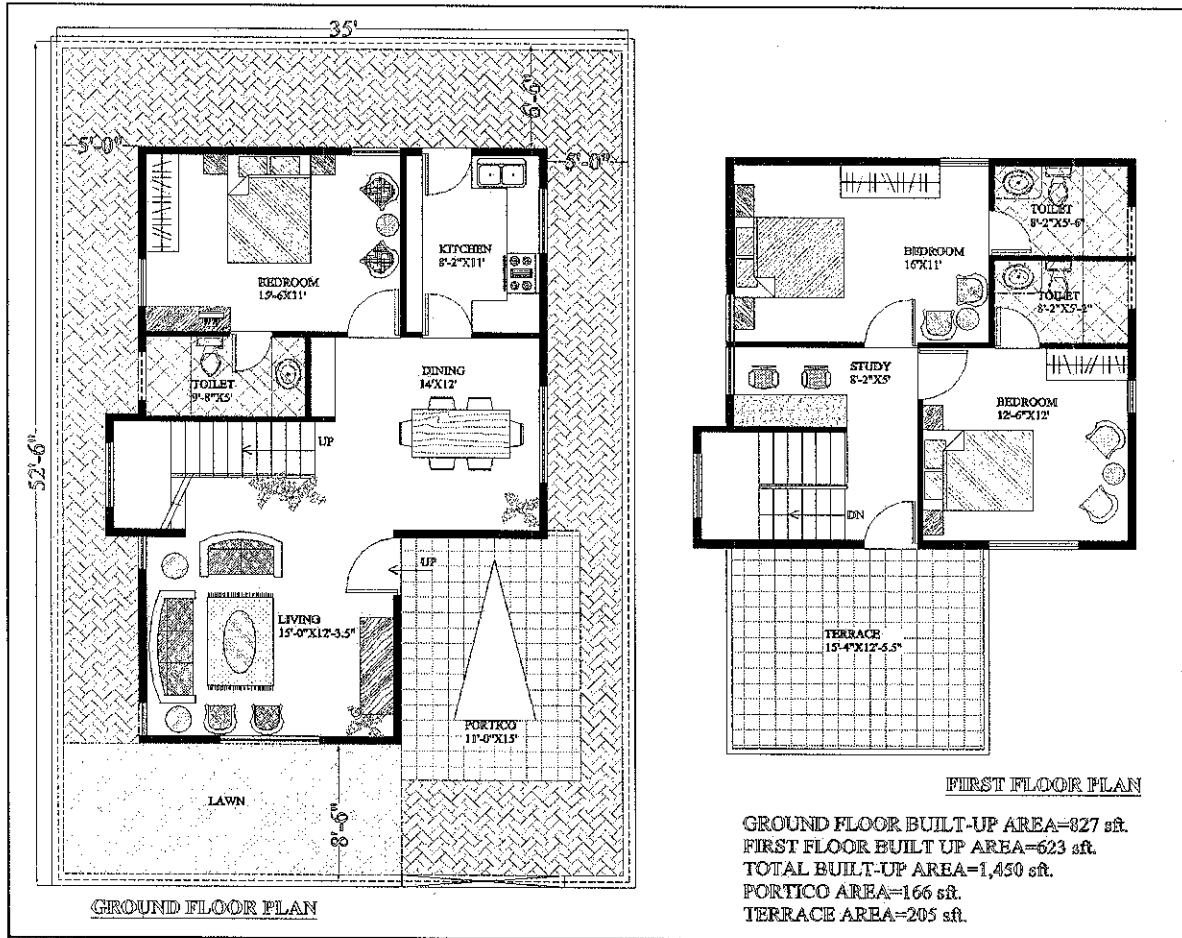 35'
6'-6"
5'-0"
5'-0"
52'-6"
BEDROOM
15'-6X11'
KITCHEN
8'-2"X11'
TOILET
9'-8"X5'
DINING
14'X12'
UP
UP
LIVING
15'-0"X12'-3.5"
PORTICO
11'-0"X15'
LAWN
8'-6"
GROUND FLOOR PLAN
TOILET
8'-2"X5'-6"
BEDROOM
16'X11'
TOILET
8'-2"X5'-2"
STUDY
8'-2"X5'
BEDROOM
12'-6"X12'
DN
TERRACE
15'-4"X12'-5.5"
FIRST FLOOR PLAN
GROUND FLOOR BUILT-UP AREA=827 sft.
FIRST FLOOR BUILT UP AREA=623 sft.
TOTAL BUILT-UP AREA=1,450 sft.
PORTICO AREA=166 sft.
TERRACE AREA=205 sft.